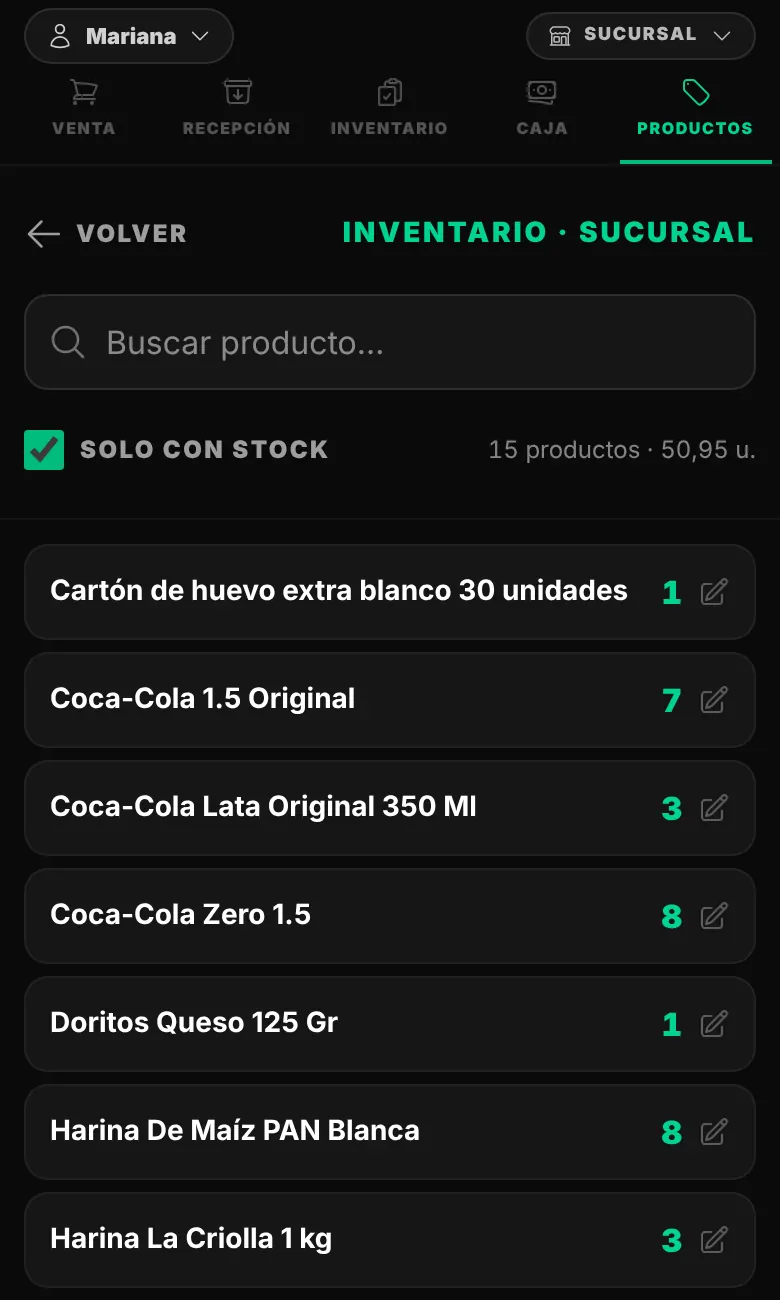 Mariana
SUCURSAL
VENTA
RECEPCIÓN
INVENTARIO
CAJA
PRODUCTOS
VOLVER
INVENTARIO · SUCURSAL
Buscar producto...
SOLO CON STOCK
15 productos · 50,95 u.
Cartón de huevo extra blanco 30 unidades 1
Coca-Cola 1.5 Original 7
Coca-Cola Lata Original 350 Ml 3
Coca-Cola Zero 1.5 8
Doritos Queso 125 Gr 1
Harina De Maíz PAN Blanca 8
Harina La Criolla 1 kg 3